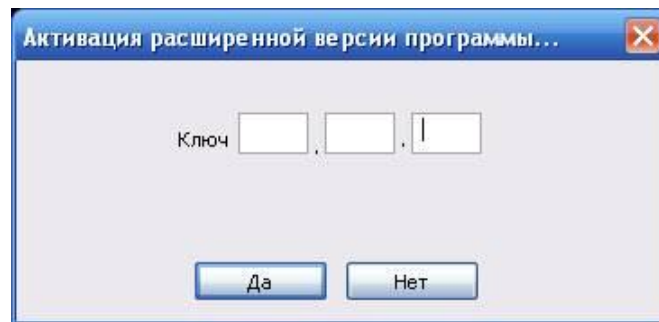 Активация расширенной версии программы...
Ключ , .
Да Нет